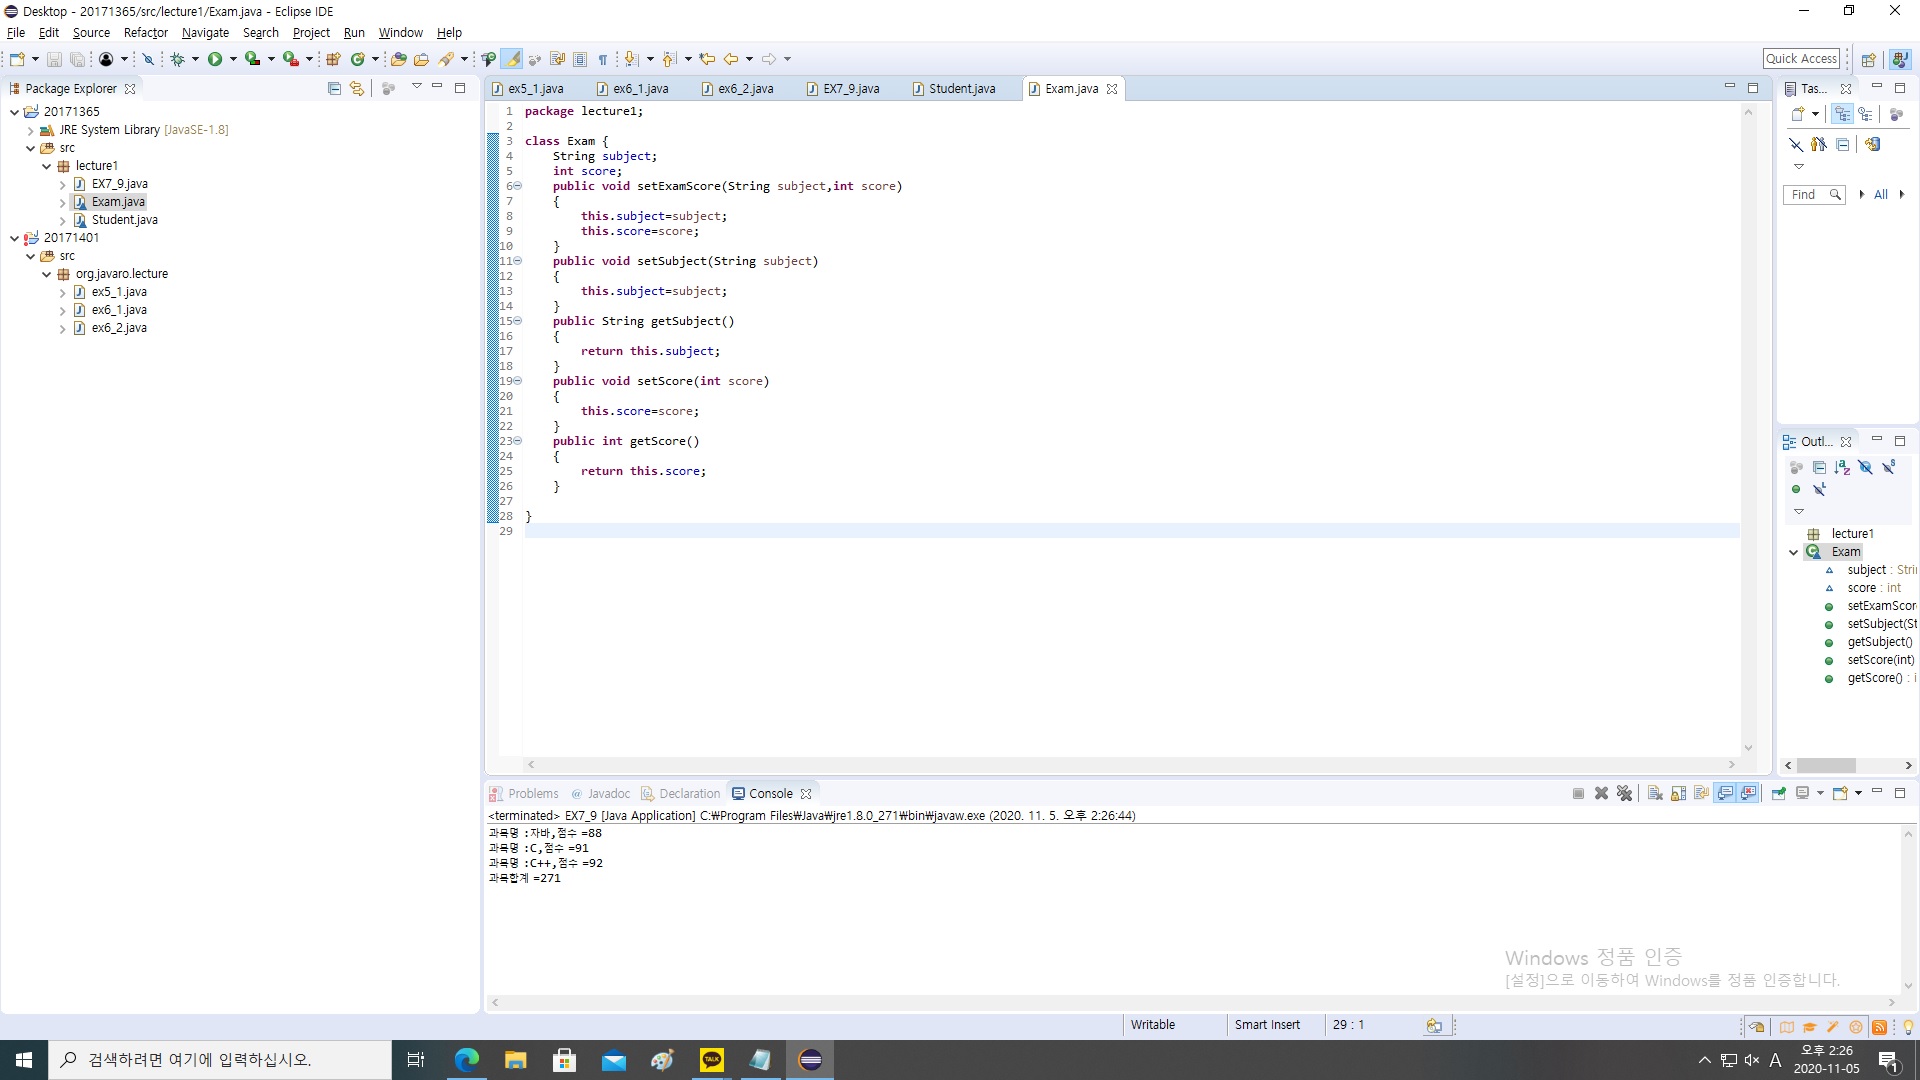 Desktop - 20171365/src/lecture1/Exam.java - Eclipse IDE
File Edit Source Refactor Navigate Search Project Run Window Help
Quick Access
Package Explorer
20171365
JRE System Library [JavaSE-1.8]
src
lecture1
EX7_9.java
Exam.java
Student.java
20171401
src
org.javaro.lecture
ex5_1.java
ex6_1.java
ex6_2.java
ex5_1.java ex6_1.java ex6_2.java EX7_9.java Student.java Exam.java
1 package lecture1;
2
3 class Exam {
4 String subject;
5 int score;
6 public void setExamScore(String subject,int score)
7 {
8 this.subject=subject;
9 this.score=score;
10 }
11 public void setSubject(String subject)
12 {
13 this.subject=subject;
14 }
15 public String getSubject()
16 {
17 return this.subject;
18 }
19 public void setScore(int score)
20 {
21 this.score=score;
22 }
23 public int getScore()
24 {
25 return this.score;
26 }
27
28 }
29
Tas...
Find All
Outl...
lecture1
Exam
subject : Stri
score : int
setExamScor
setSubject(St
getSubject()
setScore(int)
getScore() : i
Problems Javadoc Declaration Console
<terminated> EX7_9 [Java Application] C:₩Program Files₩Java₩jre1.8.0_271₩bin₩javaw.exe (2020. 11. 5. 오후 2:26:44)
과목명 :자바,점수 =88
과목명 :C,점수 =91
과목명 :C++,점수 =92
과목합계 =271
Windows 정품 인증
[설정]으로 이동하여 Windows를 정품 인증합니다.
Writable Smart Insert 29 : 1
검색하려면 여기에 입력하십시오.
TALK
A
오후 2:26
2020-11-05
1